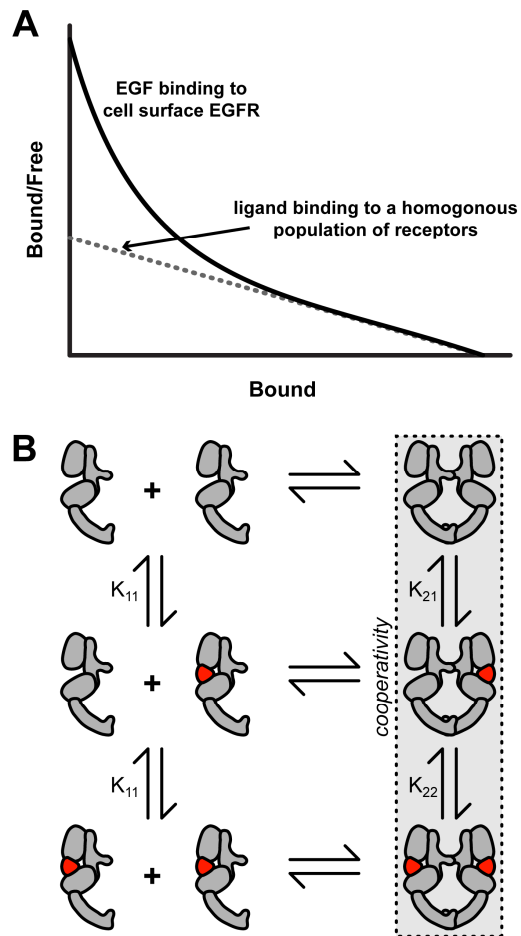 A
EGF binding to
cell surface EGFR
ligand binding to a homogonous
population of receptors
Bound/Free
Bound
B
+
K11
K21
cooperativity
+
K11
K22
+